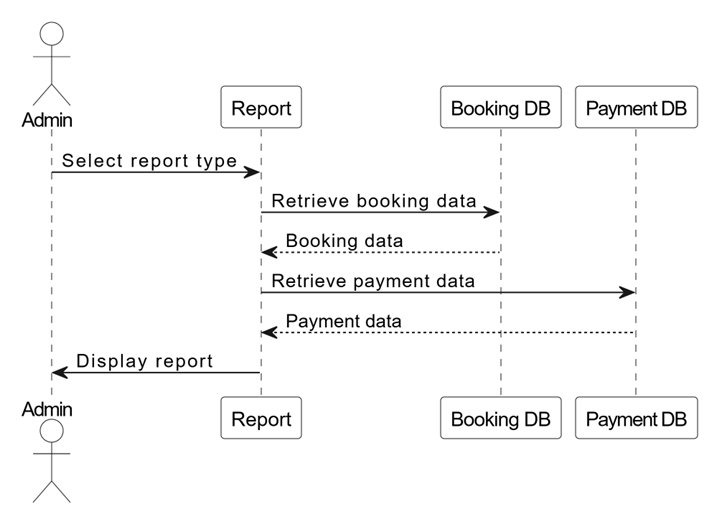 Admin
Report
Booking DB
Payment DB
Select report type
Retrieve booking data
Booking data
Retrieve payment data
Payment data
Display report
Admin
Report
Booking DB
Payment DB